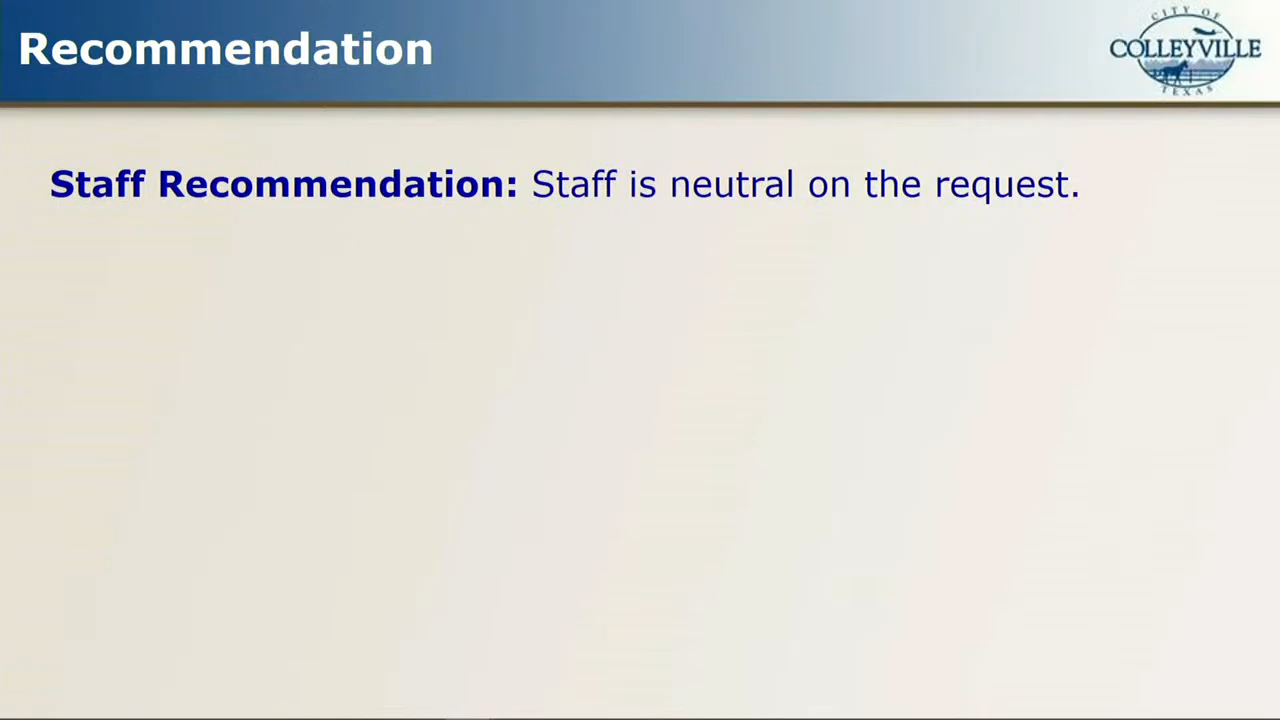 Recommendation
CITY OF
COLLEYVILLE
TEXAS
Staff Recommendation: Staff is neutral on the request.